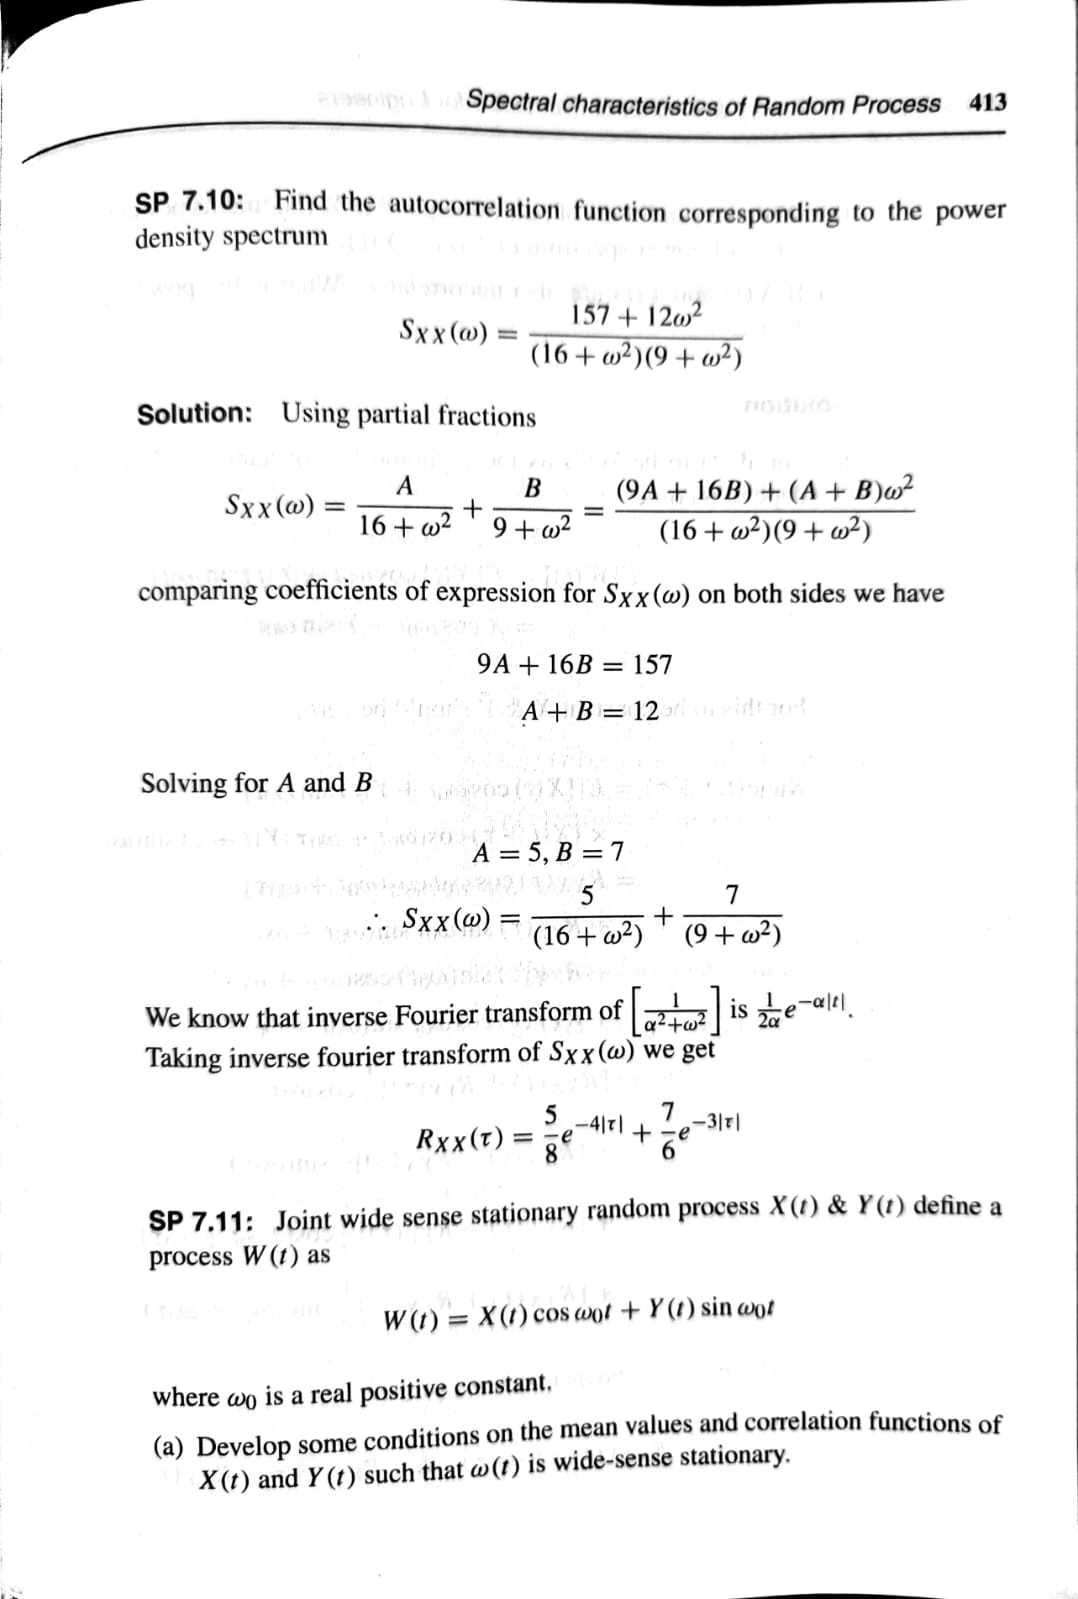 Spectral characteristics of Random Process 413
SP 7.10: Find the autocorrelation function corresponding to the power
density spectrum
S_XX(ω) = (157 + 12ω²) / ((16 + ω²)(9 + ω²))
Solution: Using partial fractions
S_XX(ω) = A / (16 + ω²) + B / (9 + ω²) = ((9A + 16B) + (A + B)ω²) / ((16 + ω²)(9 + ω²))
comparing coefficients of expression for S_XX(ω) on both sides we have
9A + 16B = 157
A + B = 12
Solving for A and B
A = 5, B = 7
∴ S_XX(ω) = 5 / (16 + ω²) + 7 / (9 + ω²)
We know that inverse Fourier transform of [1 / (α² + ω²)] is 1/(2α) e^(−α|t|).
Taking inverse fourier transform of S_XX(ω) we get
R_XX(τ) = 5/8 e^(−4|τ|) + 7/6 e^(−3|τ|)
SP 7.11: Joint wide sense stationary random process X(t) & Y(t) define a
process W(t) as
W(t) = X(t) cos ω₀t + Y(t) sin ω₀t
where ω₀ is a real positive constant.
(a) Develop some conditions on the mean values and correlation functions of
X(t) and Y(t) such that ω(t) is wide-sense stationary.